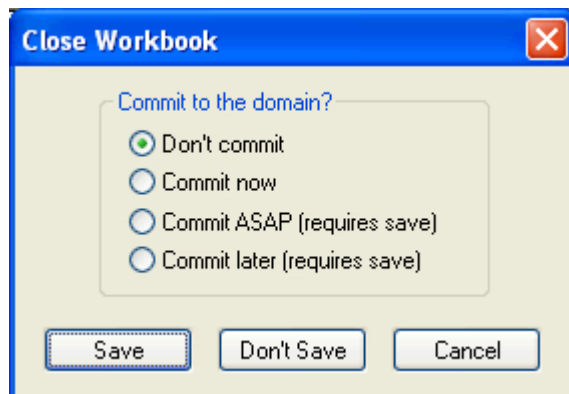 Close Workbook
Commit to the domain?
Don't commit
Commit now
Commit ASAP (requires save)
Commit later (requires save)
Save Don't Save Cancel